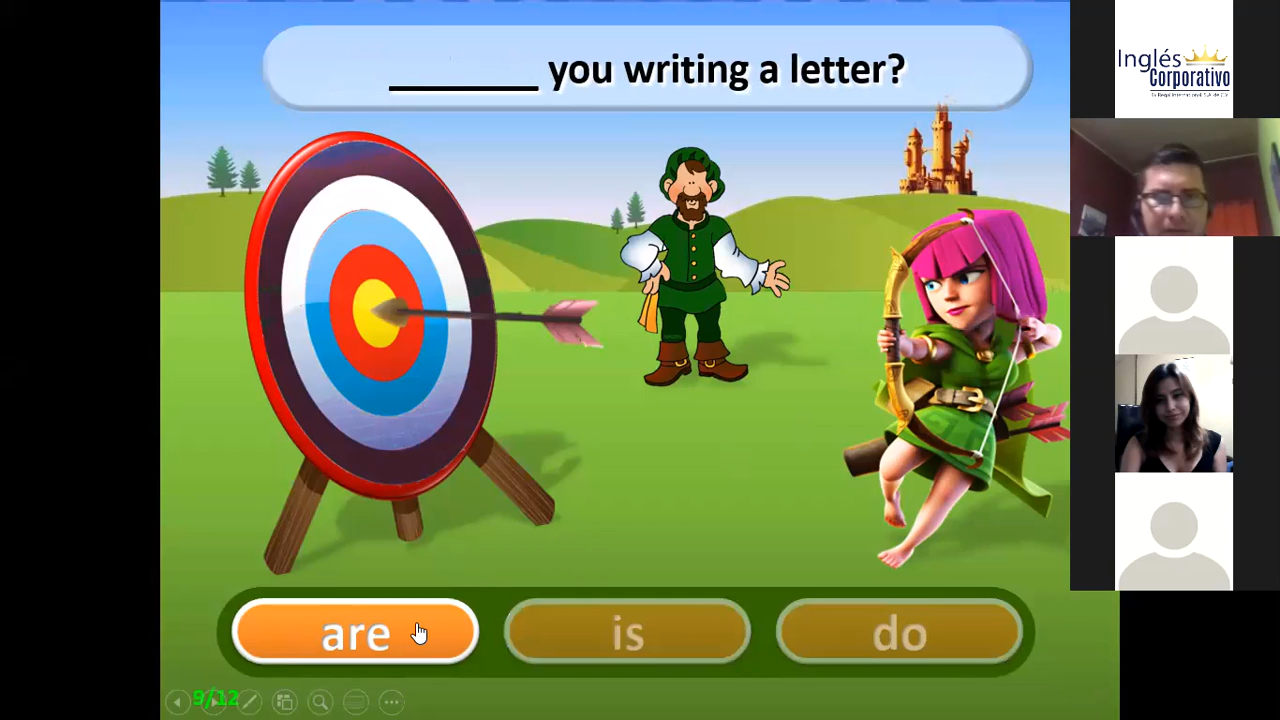 ________ you writing a letter?
Inglés
Corporativo
are
is
do
9/12